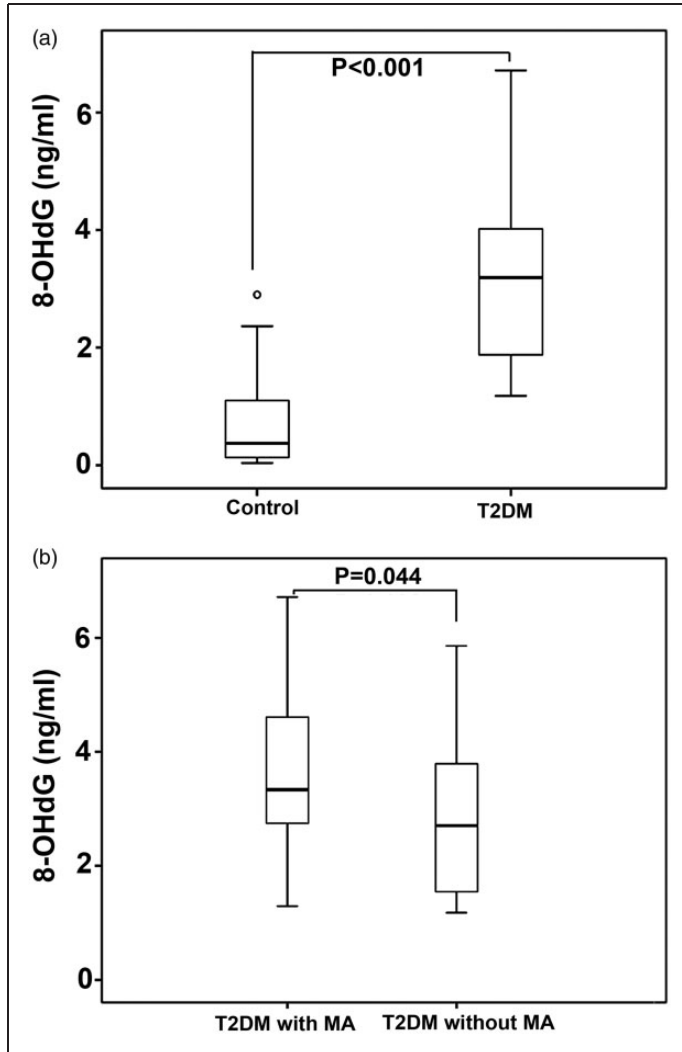 (a)
P<0.001
8-OHdG (ng/ml)
6
4
2
0
Control
T2DM
(b)
P=0.044
8-OHdG (ng/ml)
6
4
2
0
T2DM with MA
T2DM without MA